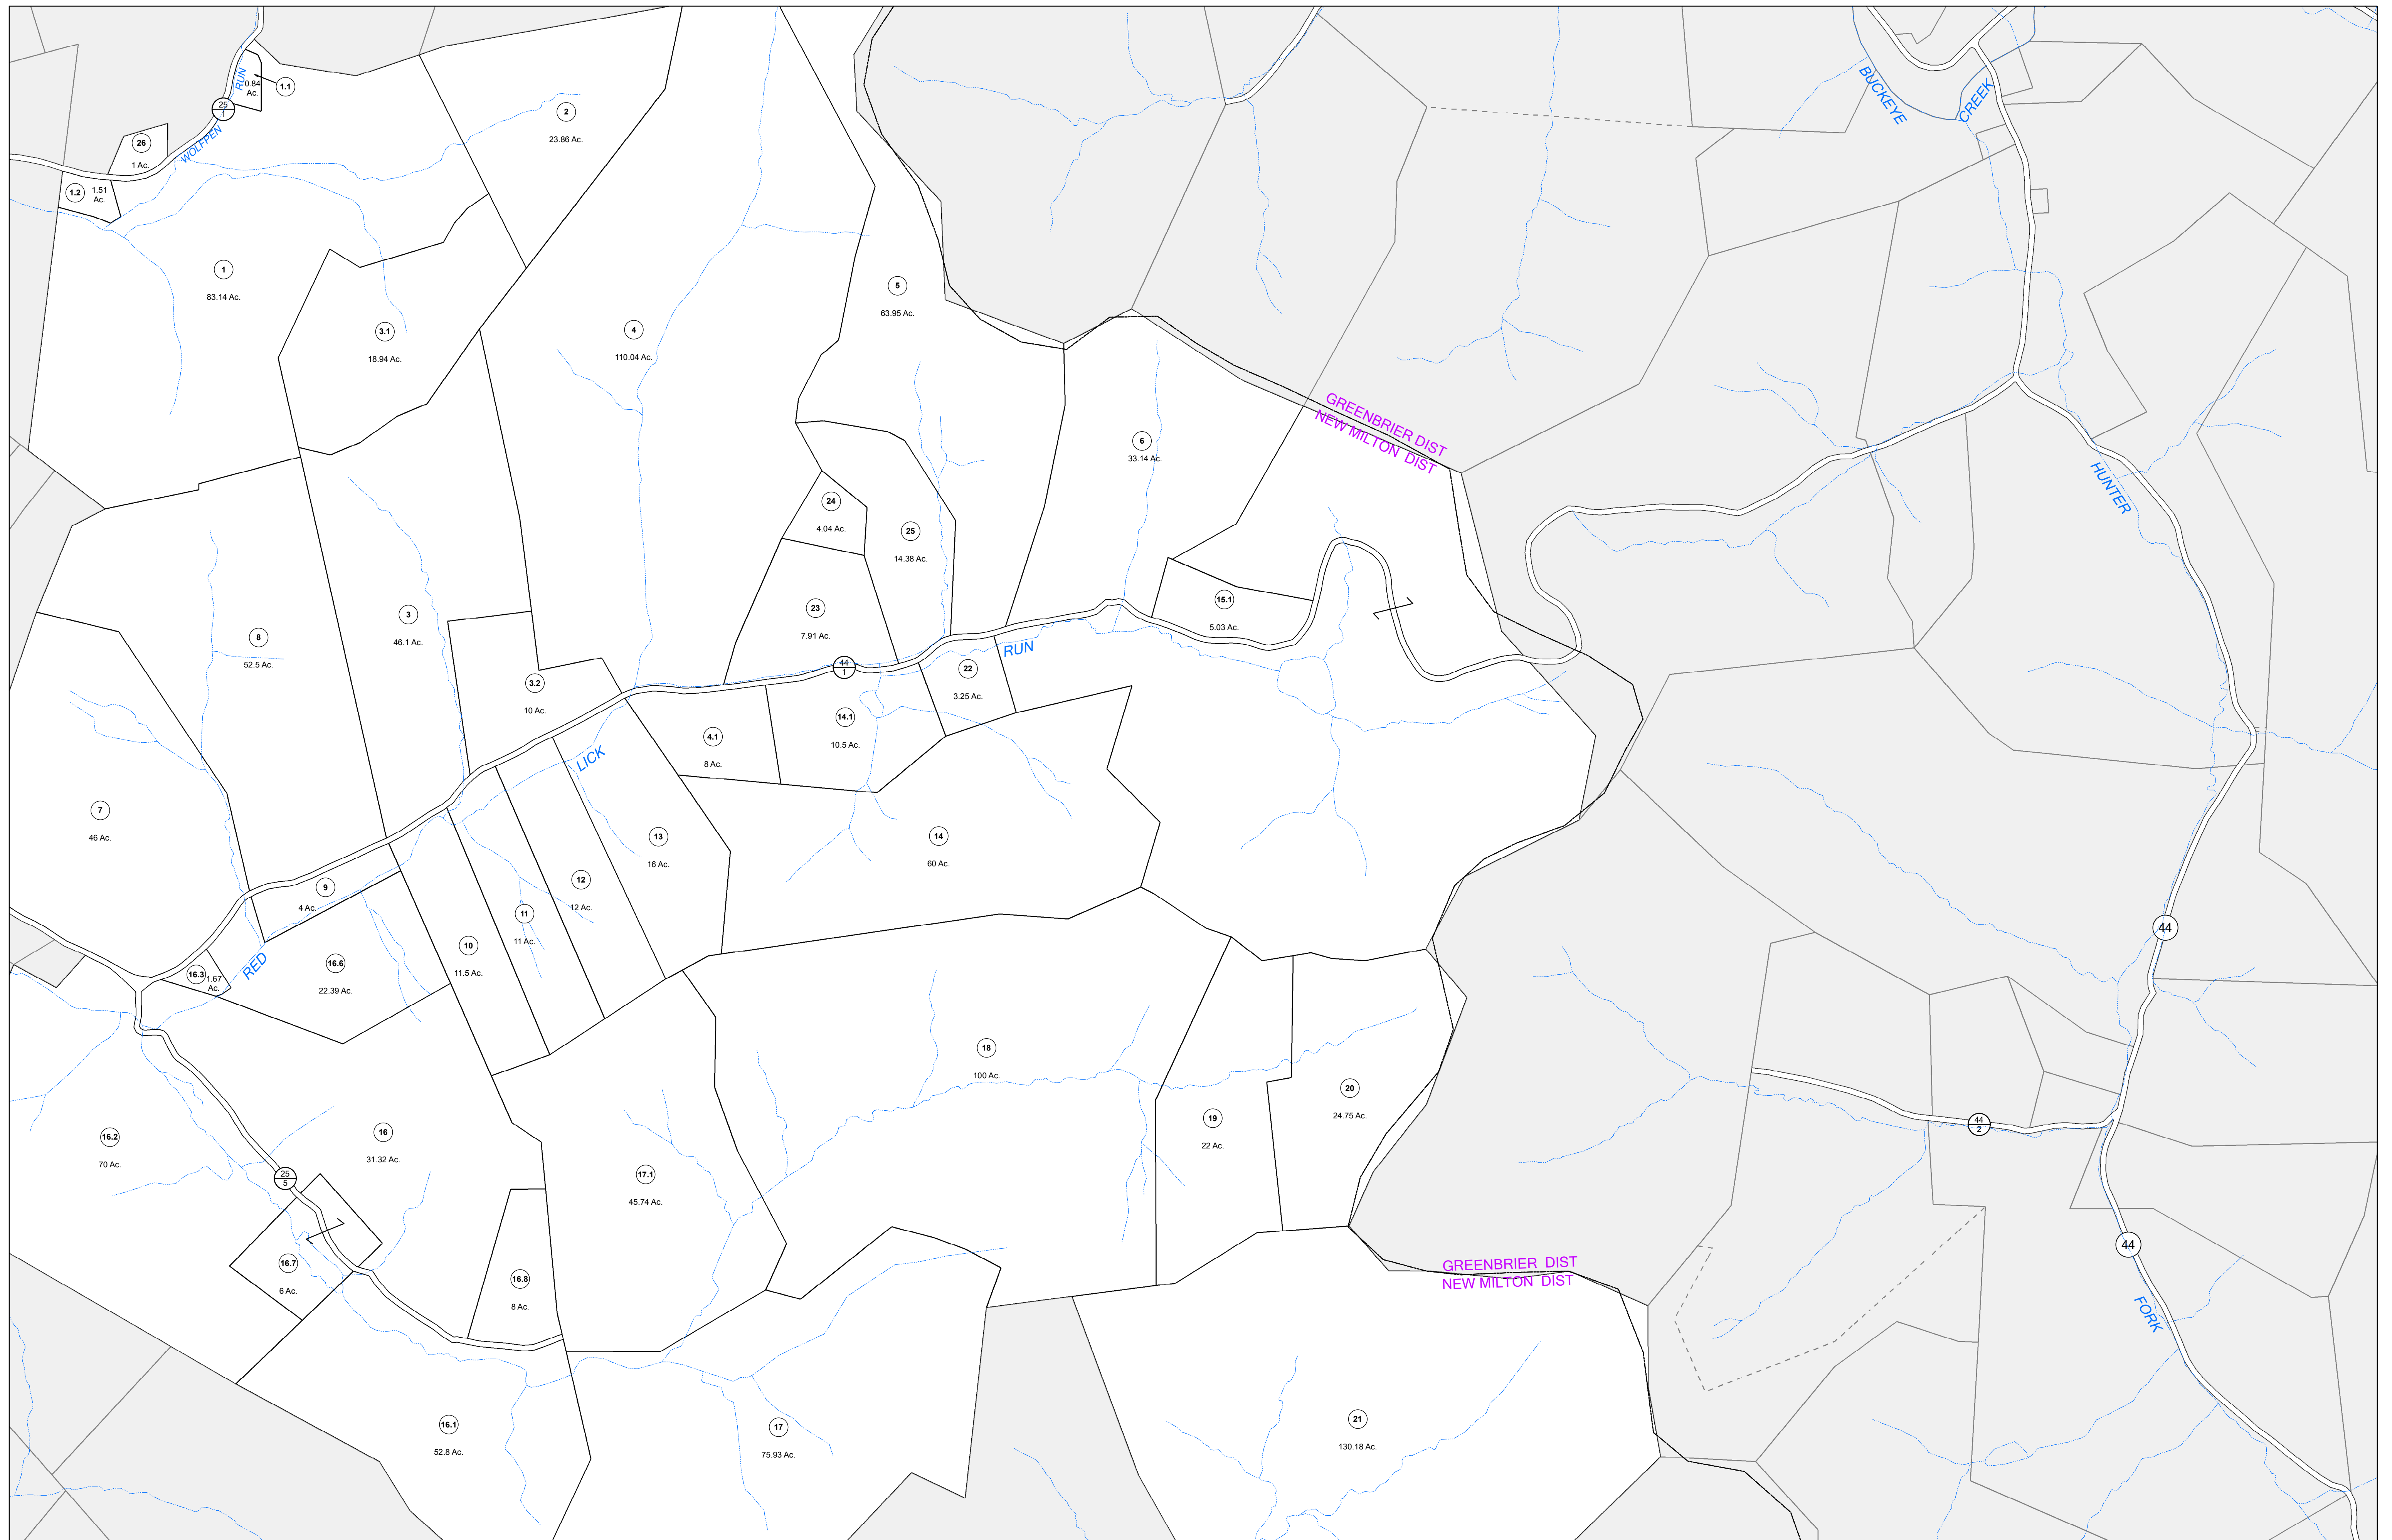 RUN
0.84
Ac.
1.1
25
1
WOLFPEN
26
1 Ac.
1.2
1.51
Ac.
2
23.86 Ac.
1
83.14 Ac.
3.1
18.94 Ac.
4
110.04 Ac.
5
63.95 Ac.
BUCKEYE
CREEK
GREENBRIER DIST
NEW MILTON DIST
6
33.14 Ac.
HUNTER
24
4.04 Ac.
25
14.38 Ac.
8
52.5 Ac.
3
46.1 Ac.
23
7.91 Ac.
15.1
5.03 Ac.
44
1
RUN
22
3.25 Ac.
3.2
10 Ac.
14.1
10.5 Ac.
4.1
8 Ac.
LICK
7
46 Ac.
13
16 Ac.
14
60 Ac.
9
4 Ac.
12
12 Ac.
11
11 Ac.
10
11.5 Ac.
44
RED
16.3
1.67
Ac.
16.6
22.39 Ac.
18
100 Ac.
20
24.75 Ac.
19
22 Ac.
44
2
16.2
70 Ac.
16
31.32 Ac.
25
5
17.1
45.74 Ac.
44
16.7
6 Ac.
16.8
8 Ac.
GREENBRIER DIST
NEW MILTON DIST
FORK
16.1
52.8 Ac.
17
75.93 Ac.
21
130.18 Ac.